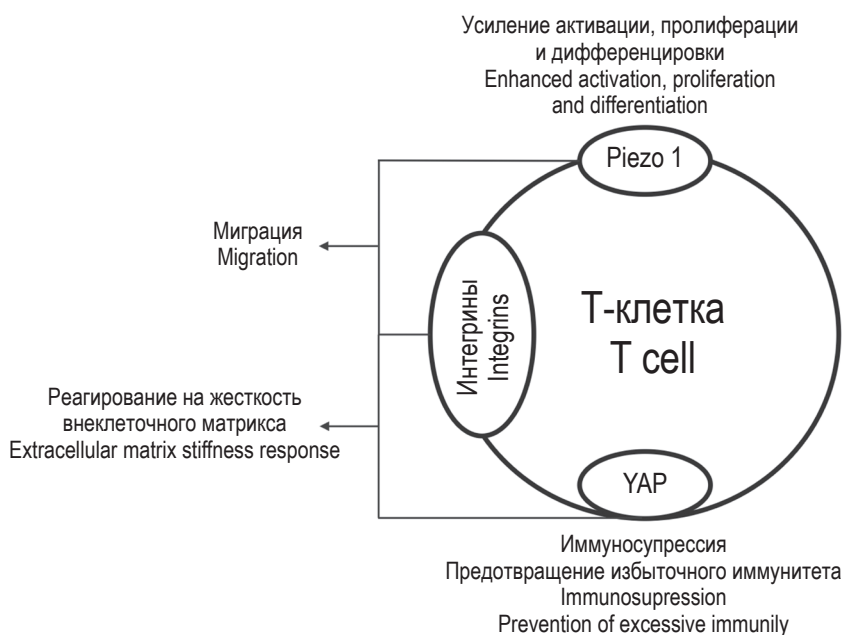 Усиление активации, пролиферации
и дифференцировки
Enhanced activation, proliferation
and differentiation
Piezo 1
Миграция
Migration
Интегрины
Integrins
Т-клетка
T cell
Реагирование на жесткость
внеклеточного матрикса
Extracellular matrix stiffness response
YAP
Иммуносупрессия
Предотвращение избыточного иммунитета
Immunosupression
Prevention of excessive immunily